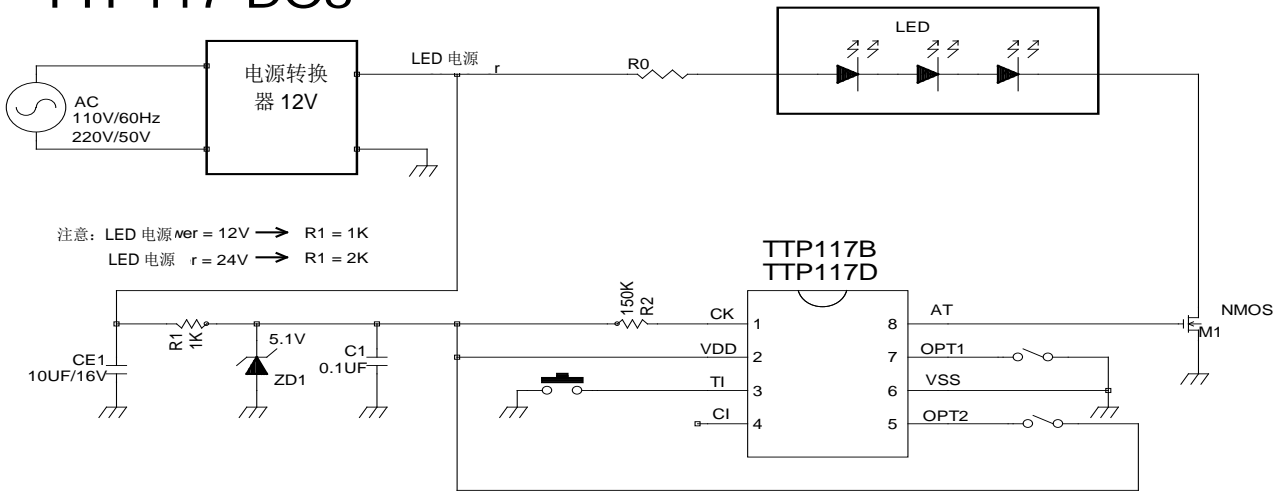 LED
电源转换
器 12V
LED 电源
r
R0
AC
110V/60Hz
220V/50V
注意：LED 电源 wer = 12V → R1 = 1K
LED 电源 r = 24V → R1 = 2K
TTP117B
TTP117D
150K
R2
CK
1
8
AT
NMOS
M1
R1
1K
5.1V
ZD1
C1
0.1UF
CE1
10UF/16V
VDD
2
7
OPT1
TI
3
6
VSS
CI
4
5
OPT2